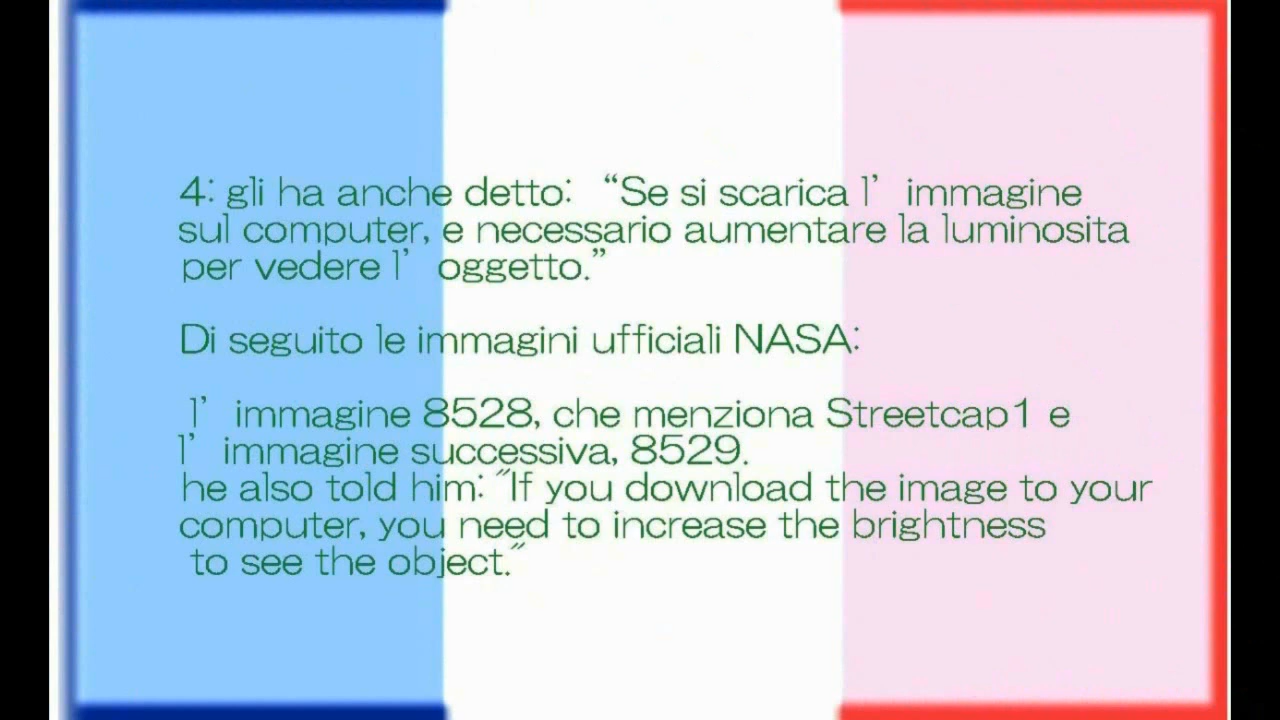 4: gli ha anche detto: “Se si scarica l’ immagine
sul computer, e necessario aumentare la luminosita
per vedere l’ oggetto.”
Di seguito le immagini ufficiali NASA:
l’ immagine 8528, che menziona Streetcap1 e
l’ immagine successiva, 8529.
he also told him: "If you download the image to your
computer, you need to increase the brightness
to see the object."